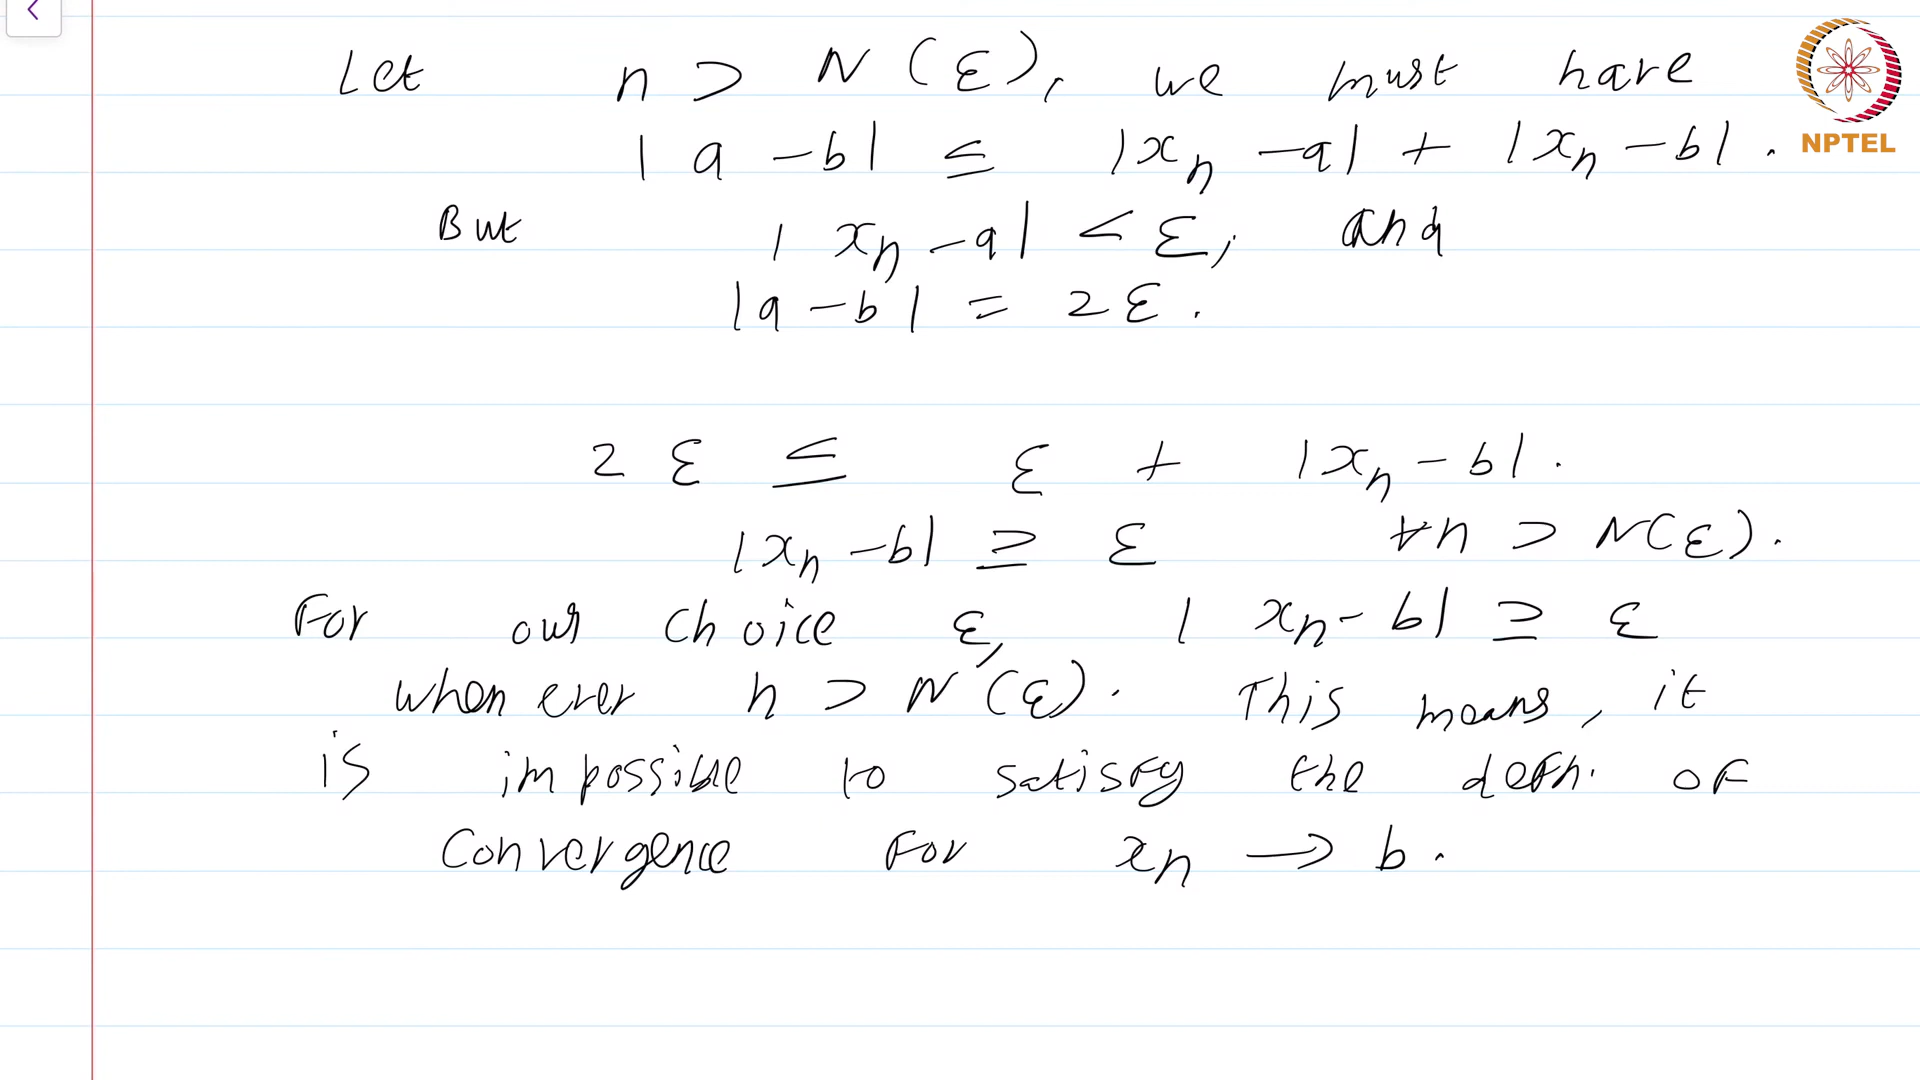 Let n > N(ε), we must have
|a - b| ≤ |xₙ - a| + |xₙ - b|.
NPTEL
But |xₙ - a| < ε, and
|a - b| = 2ε.
2ε ≤ ε + |xₙ - b|.
|xₙ - b| ≥ ε ∀n > N(ε).
For our choice ε, |xₙ - b| ≥ ε
whenever n > N(ε). This means, it
is impossible to satisfy the defn. of
convergence for xₙ → b.